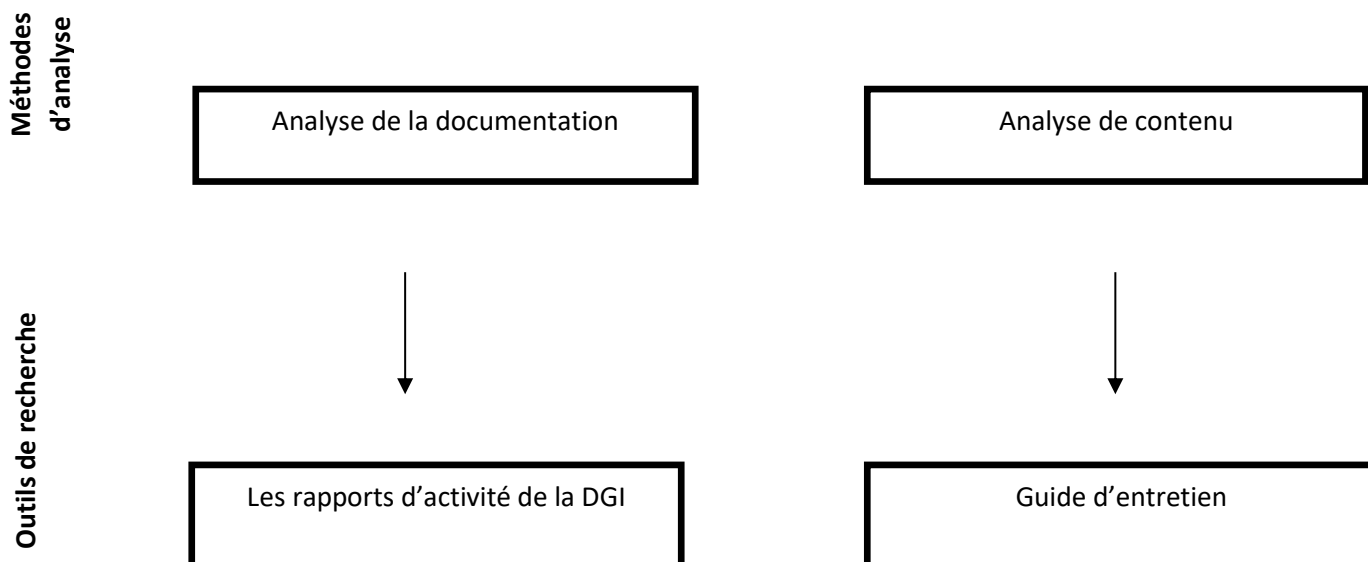 Méthodes
d’analyse
Analyse de la documentation
Analyse de contenu
Outils de recherche
Les rapports d’activité de la DGI
Guide d’entretien